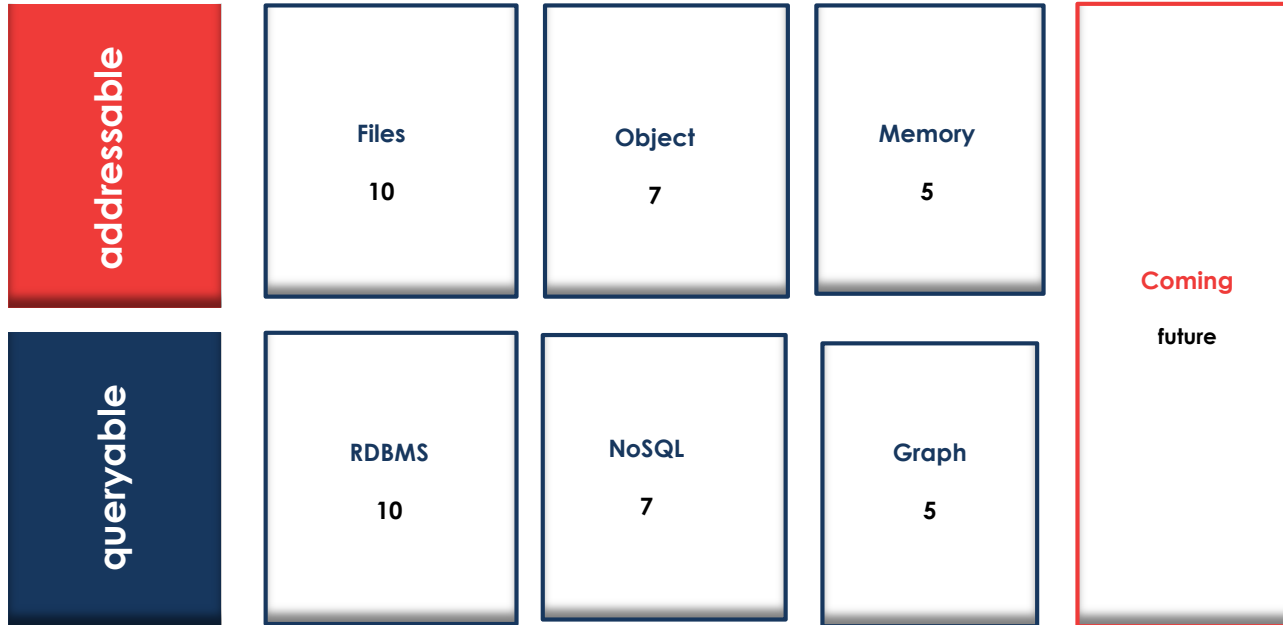 addressable
Files
10
Object
7
Memory
5
Coming
future
queryable
RDBMS
10
NoSQL
7
Graph
5